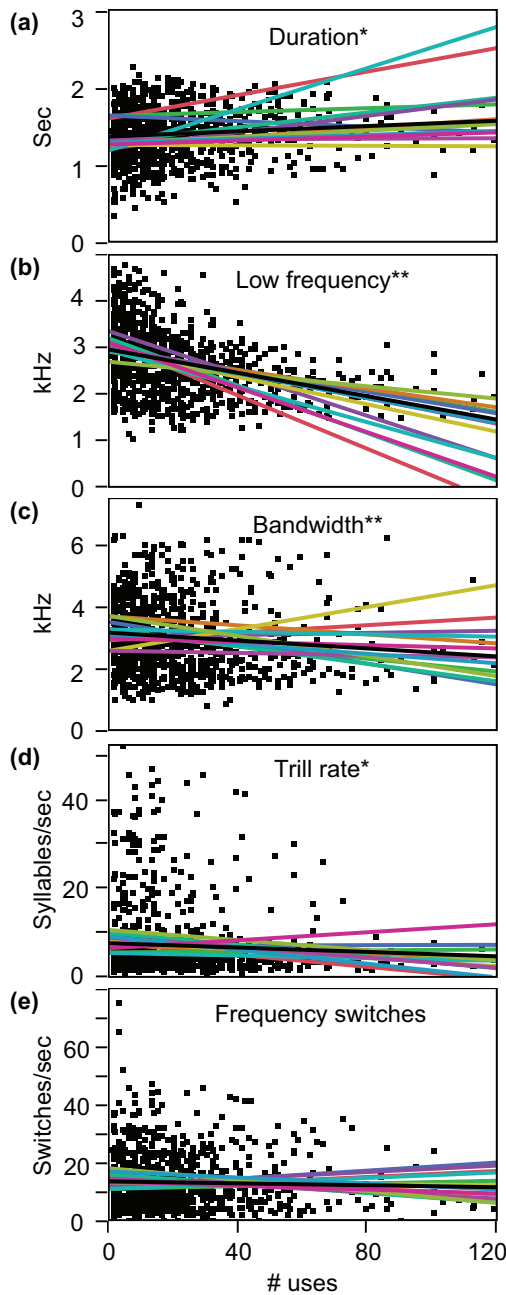 (a)
Duration*
Sec
3
2
1
0
(b)
Low frequency**
kHz
4
3
2
1
0
(c)
Bandwidth**
kHz
6
4
2
0
(d)
Trill rate*
Syllables/sec
40
20
0
(e)
Frequency switches
Switches/sec
60
40
20
0
0 40 80 120
# uses